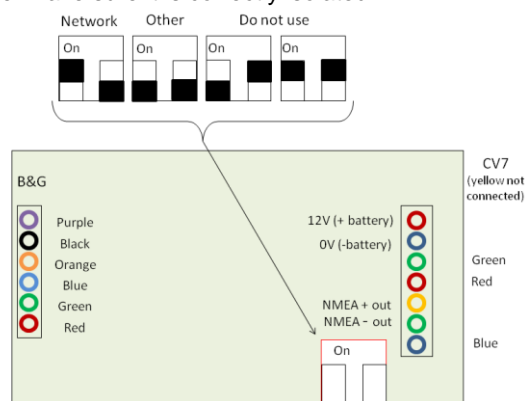 Network Other Do not use
On On On On
CV7
(yellow not
connected)
B&G
Purple
Black
Orange
Blue
Green
Red
12V (+ battery)
0V (-battery)
NMEA + out
NMEA - out
Green
Red
Blue
On